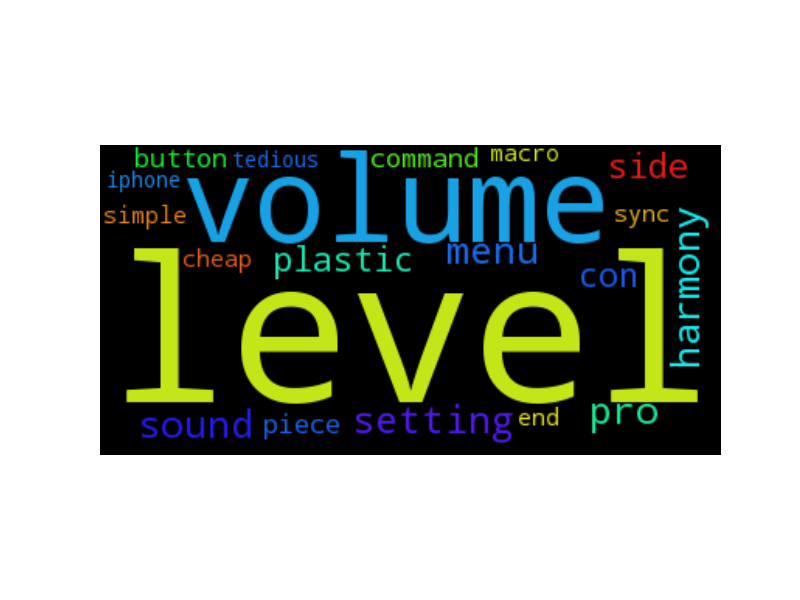 button tedious command macro side
iphone
volume
simple sync
cheap plastic menu con
level
harmony
sound piece setting end pro